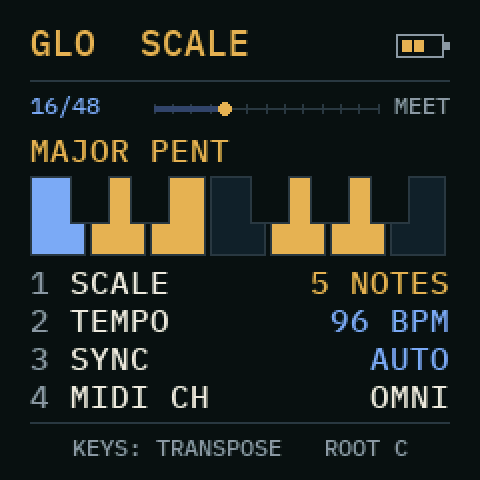 GLO SCALE
16/48 MEET
MAJOR PENT
1 SCALE 5 NOTES
2 TEMPO 96 BPM
3 SYNC AUTO
4 MIDI CH OMNI
KEYS: TRANSPOSE ROOT C